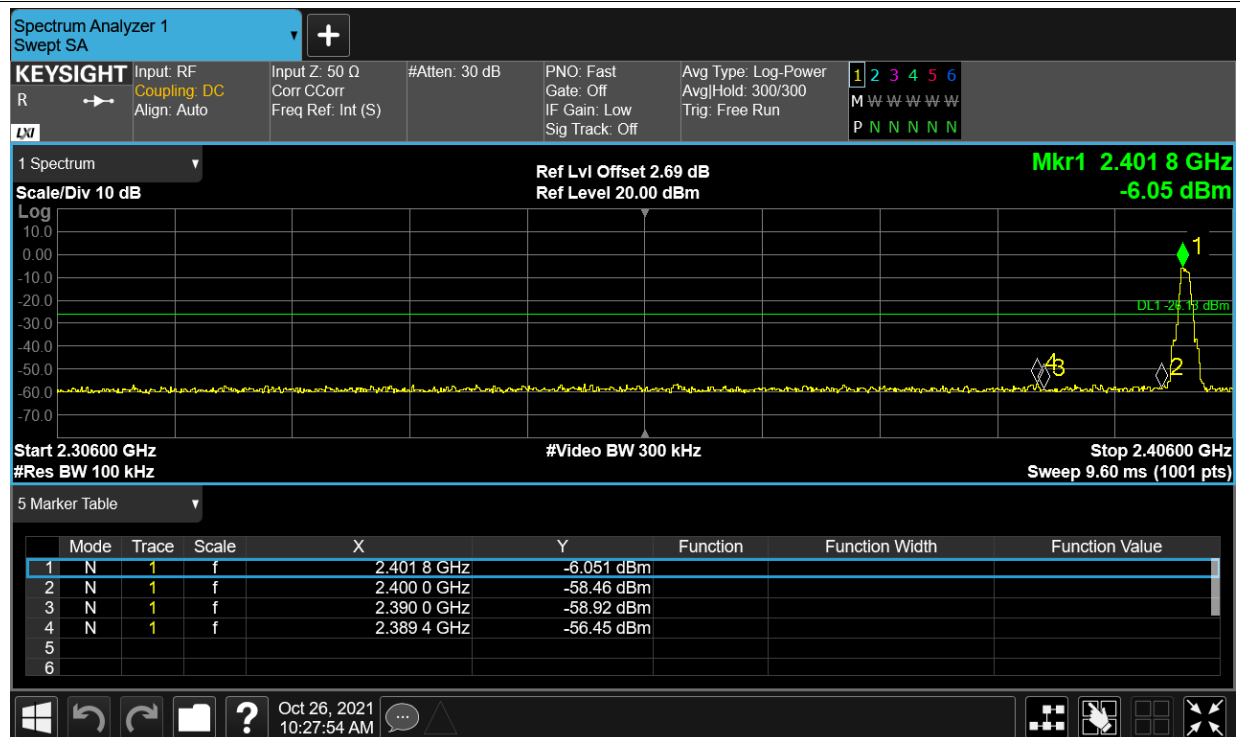 Spectrum Analyzer 1
Swept SA
+
KEYSIGHT Input: RF Input Z: 50 Ω #Atten: 30 dB PNO: Fast Avg Type: Log-Power 1 2 3 4 5 6
R Coupling: DC Corr CCorr Gate: Off Avg|Hold: 300/300
Align: Auto Freq Ref: Int (S) IF Gain: Low Trig: Free Run M W W W W W W
LXI Sig Track: Off P N N N N N N
1 Spectrum Ref Lvl Offset 2.69 dB Mkr1 2.401 8 GHz
Scale/Div 10 dB Ref Level 20.00 dBm -6.05 dBm
Log
10.0
0.00
-10.0
-20.0
-30.0
-40.0
-50.0
-60.0
-70.0
1
DL1 -26.13 dBm
4 3 2
Start 2.30600 GHz #Video BW 300 kHz Stop 2.40600 GHz
#Res BW 100 kHz Sweep 9.60 ms (1001 pts)
5 Marker Table
Mode Trace Scale X Y Function Function Width Function Value
1 N 1 f 2.401 8 GHz -6.051 dBm
2 N 1 f 2.400 0 GHz -58.46 dBm
3 N 1 f 2.390 0 GHz -58.92 dBm
4 N 1 f 2.389 4 GHz -56.45 dBm
5
6
? Oct 26, 2021
10:27:54 AM